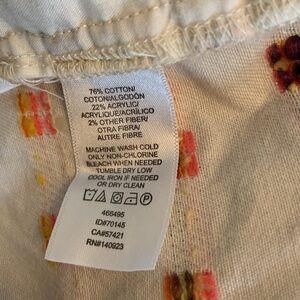 76% COTTON/
COTON/ALGODÓN
22% ACRYLIC/
ACRYLIQUE/ACRÍLICO
2% OTHER FIBER/
OTRA FIBRA/
AUTRE FIBRE
MACHINE WASH COLD
ONLY NON-CHLORINE
BLEACH WHEN NEEDED
TUMBLE DRY LOW
COOL IRON IF NEEDED
OR DRY CLEAN
466495
ID#70145
CA#57421
RN#140923